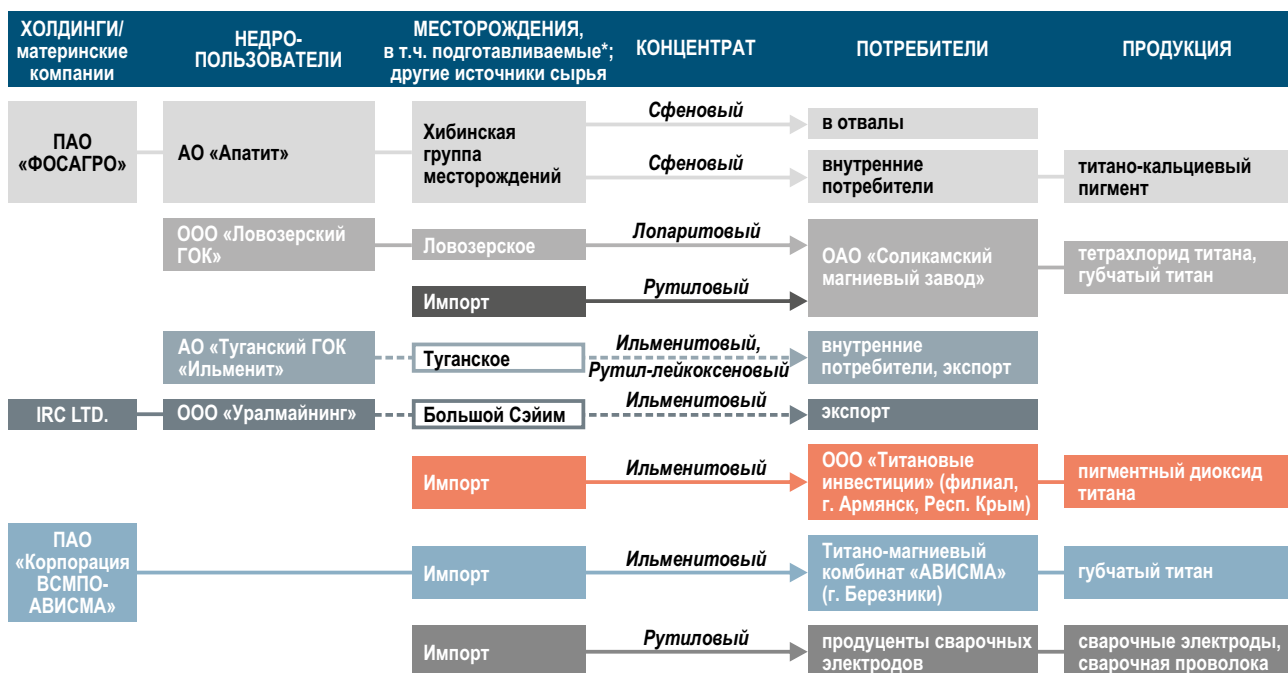 ХОЛДИНГИ/
материнские
компании
НЕДРО-
ПОЛЬЗОВАТЕЛИ
МЕСТОРОЖДЕНИЯ,
в т.ч. подготавливаемые*;
другие источники сырья
КОНЦЕНТРАТ
ПОТРЕБИТЕЛИ
ПРОДУКЦИЯ
ПАО
«ФОСАГРО»
АО «Апатит»
Хибинская
группа
месторождений
Сфеновый
в отвалы
Сфеновый
внутренние
потребители
титано-кальциевый
пигмент
ООО «Ловозерский
ГОК»
Ловозерское
Лопаритовый
ОАО «Соликамский
магниевый завод»
тетрахлорид титана,
губчатый титан
Импорт
Рутиловый
АО «Туганский ГОК
«Ильменит»
Туганское
Ильменитовый,
Рутил-лейкоксеновый
внутренние
потребители, экспорт
IRC LTD.
ООО «Уралмайнинг»
Большой Сэйим
Ильменитовый
экспорт
Импорт
Ильменитовый
ООО «Титановые
инвестиции» (филиал,
г. Армянск, Респ. Крым)
пигментный диоксид
титана
ПАО
«Корпорация
ВСМПО-
АВИСМА»
Импорт
Ильменитовый
Титано-магниевый
комбинат «АВИСМА»
(г. Березники)
губчатый титан
Импорт
Рутиловый
продуценты сварочных
электродов
сварочные электроды,
сварочная проволока